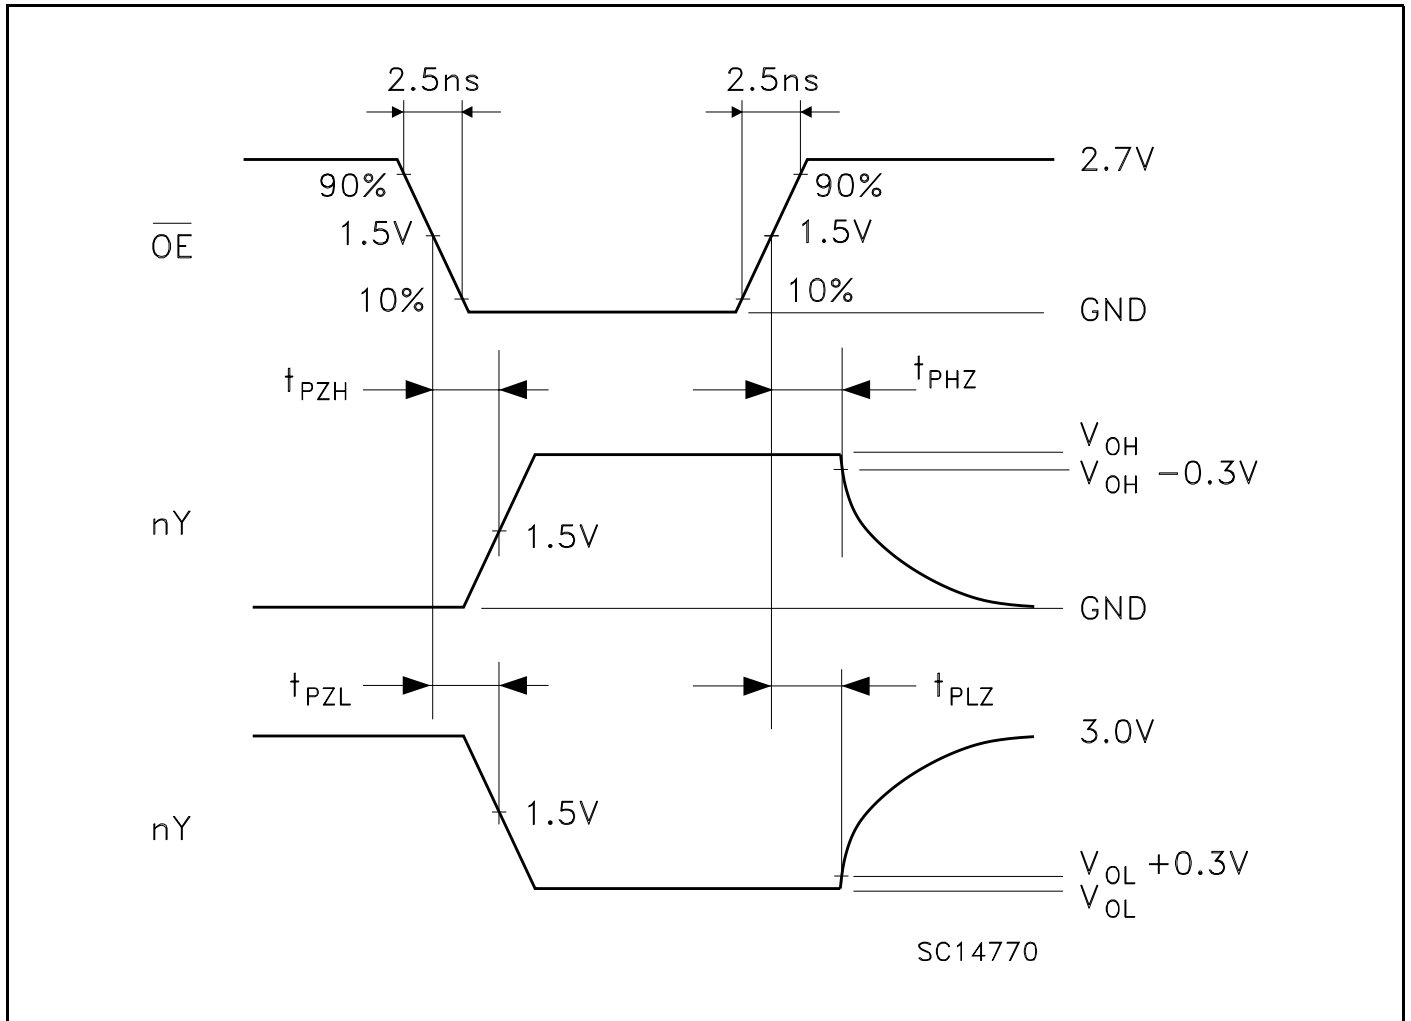 2.5ns 2.5ns
2.7V
90% 90%
1.5V 1.5V
O̅E̅
10% 10%
GND
tPZH tPHZ
VOH
VOH −0.3V
nY
1.5V
GND
tPZL tPLZ
3.0V
1.5V
nY
VOL +0.3V
VOL
SC14770